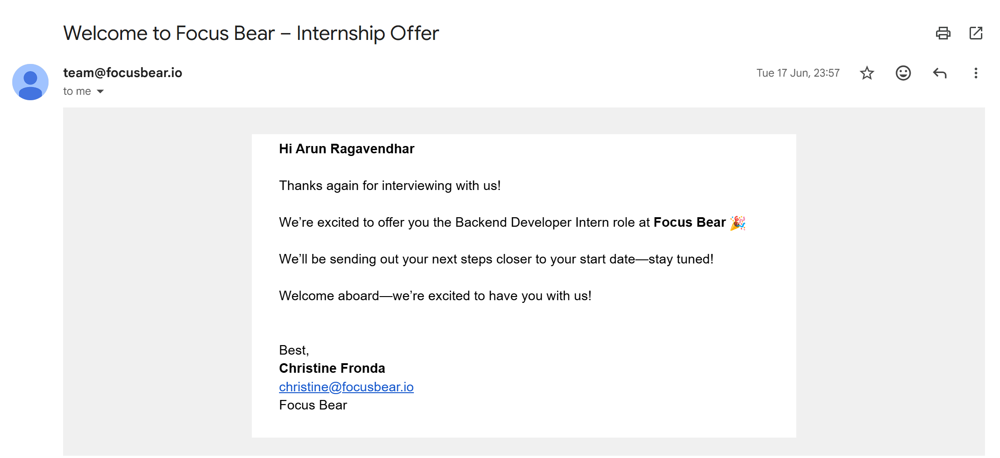 Welcome to Focus Bear – Internship Offer
team@focusbear.io
Tue 17 Jun, 23:57
to me
Hi Arun Ragavendhar
Thanks again for interviewing with us!
We’re excited to offer you the Backend Developer Intern role at Focus Bear 🎉
We’ll be sending out your next steps closer to your start date—stay tuned!
Welcome aboard—we’re excited to have you with us!
Best,
Christine Fronda
christine@focusbear.io
Focus Bear